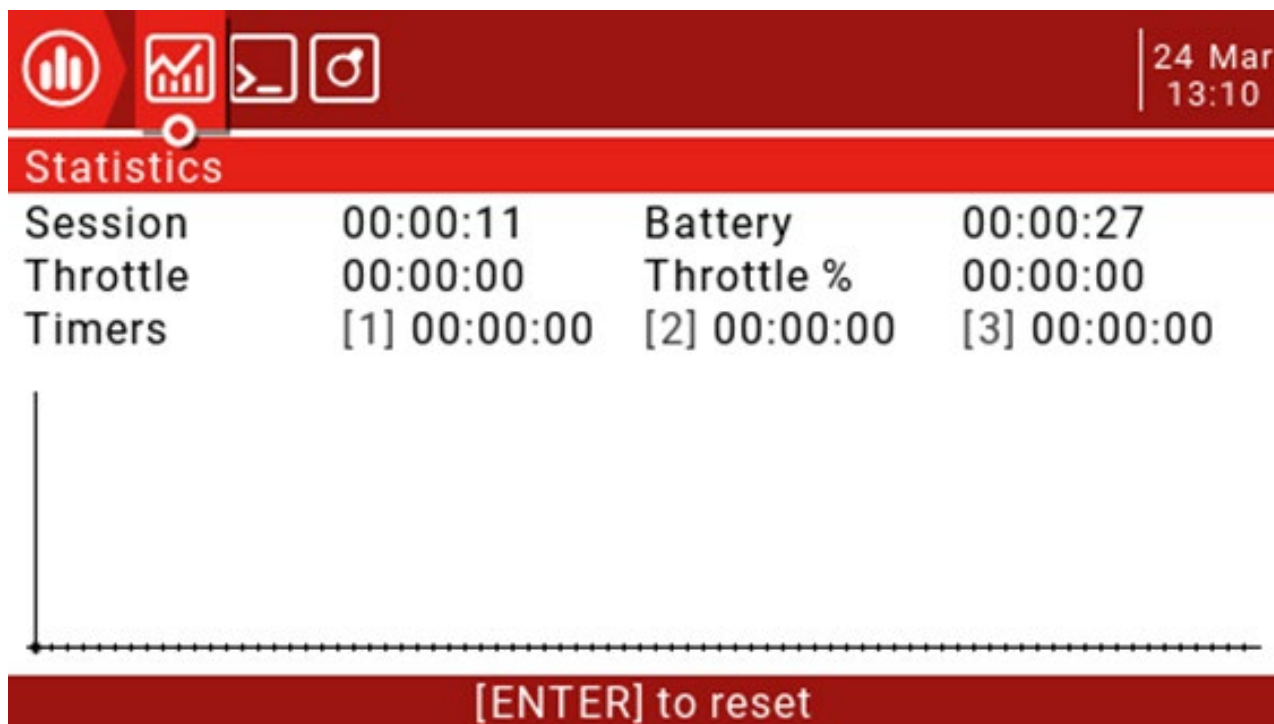 24 Mar
13:10
Statistics
Session 00:00:11 Battery 00:00:27
Throttle 00:00:00 Throttle % 00:00:00
Timers [1] 00:00:00 [2] 00:00:00 [3] 00:00:00
[ENTER] to reset